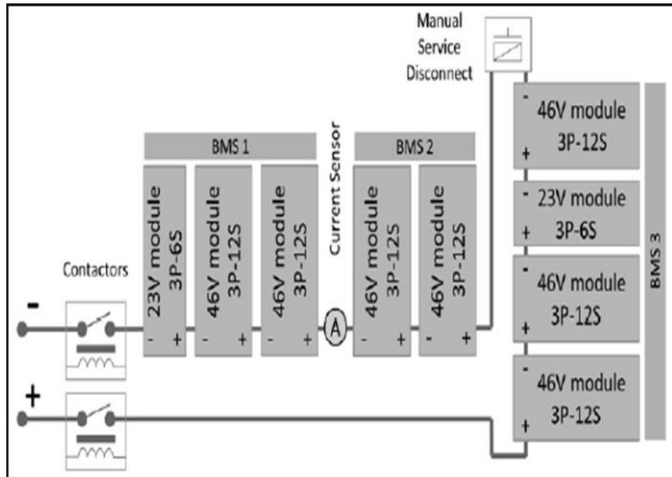 Manual
Service
Disconnect
Contactors
-
+
BMS 1
23V module
3P-6S
- +
46V module
3P-12S
- +
46V module
3P-12S
- +
Current Sensor
A
BMS 2
46V module
3P-12S
- +
46V module
3P-12S
- +
-
46V module
3P-12S
+
-
23V module
3P-6S
+
-
46V module
3P-12S
+
-
46V module
3P-12S
+
BMS 3